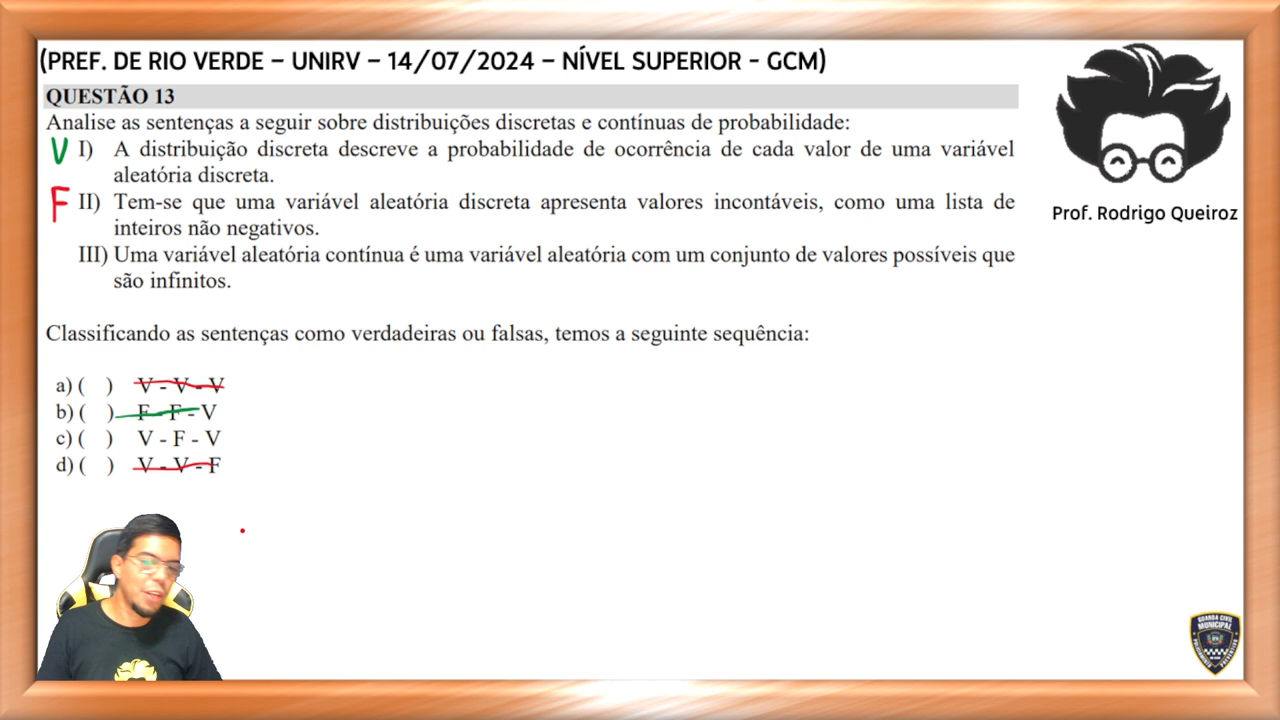 (PREF. DE RIO VERDE – UNIRV – 14/07/2024 – NÍVEL SUPERIOR - GCM)
QUESTÃO 13
Analise as sentenças a seguir sobre distribuições discretas e contínuas de probabilidade:
V I) A distribuição discreta descreve a probabilidade de ocorrência de cada valor de uma variável
aleatória discreta.
F II) Tem-se que uma variável aleatória discreta apresenta valores incontáveis, como uma lista de
inteiros não negativos.
III) Uma variável aleatória contínua é uma variável aleatória com um conjunto de valores possíveis que
são infinitos.
Classificando as sentenças como verdadeiras ou falsas, temos a seguinte sequência:
a) ( ) V - V - V
b) ( ) F - F - V
c) ( ) V - F - V
d) ( ) V - V - F
Prof. Rodrigo Queiroz
GUARDA CIVIL
MUNICIPAL